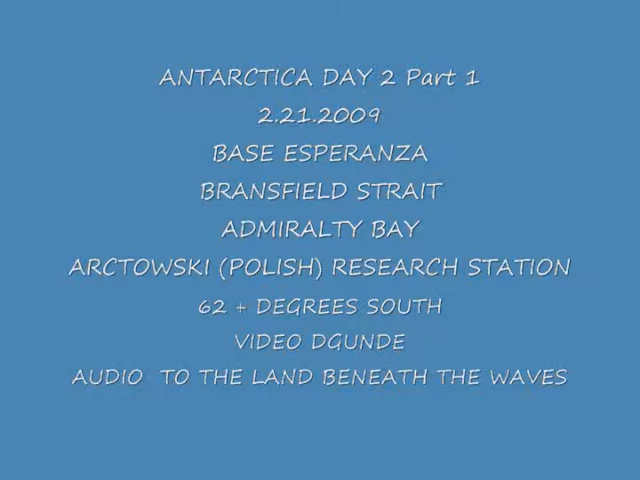 ANTARCTICA DAY 2 Part 1
2.21.2009
BASE ESPERANZA
BRANSFIELD STRAIT
ADMIRALTY BAY
ARCTOWSKI (POLISH) RESEARCH STATION
62 + DEGREES SOUTH
VIDEO DGUNDE
AUDIO TO THE LAND BENEATH THE WAVES